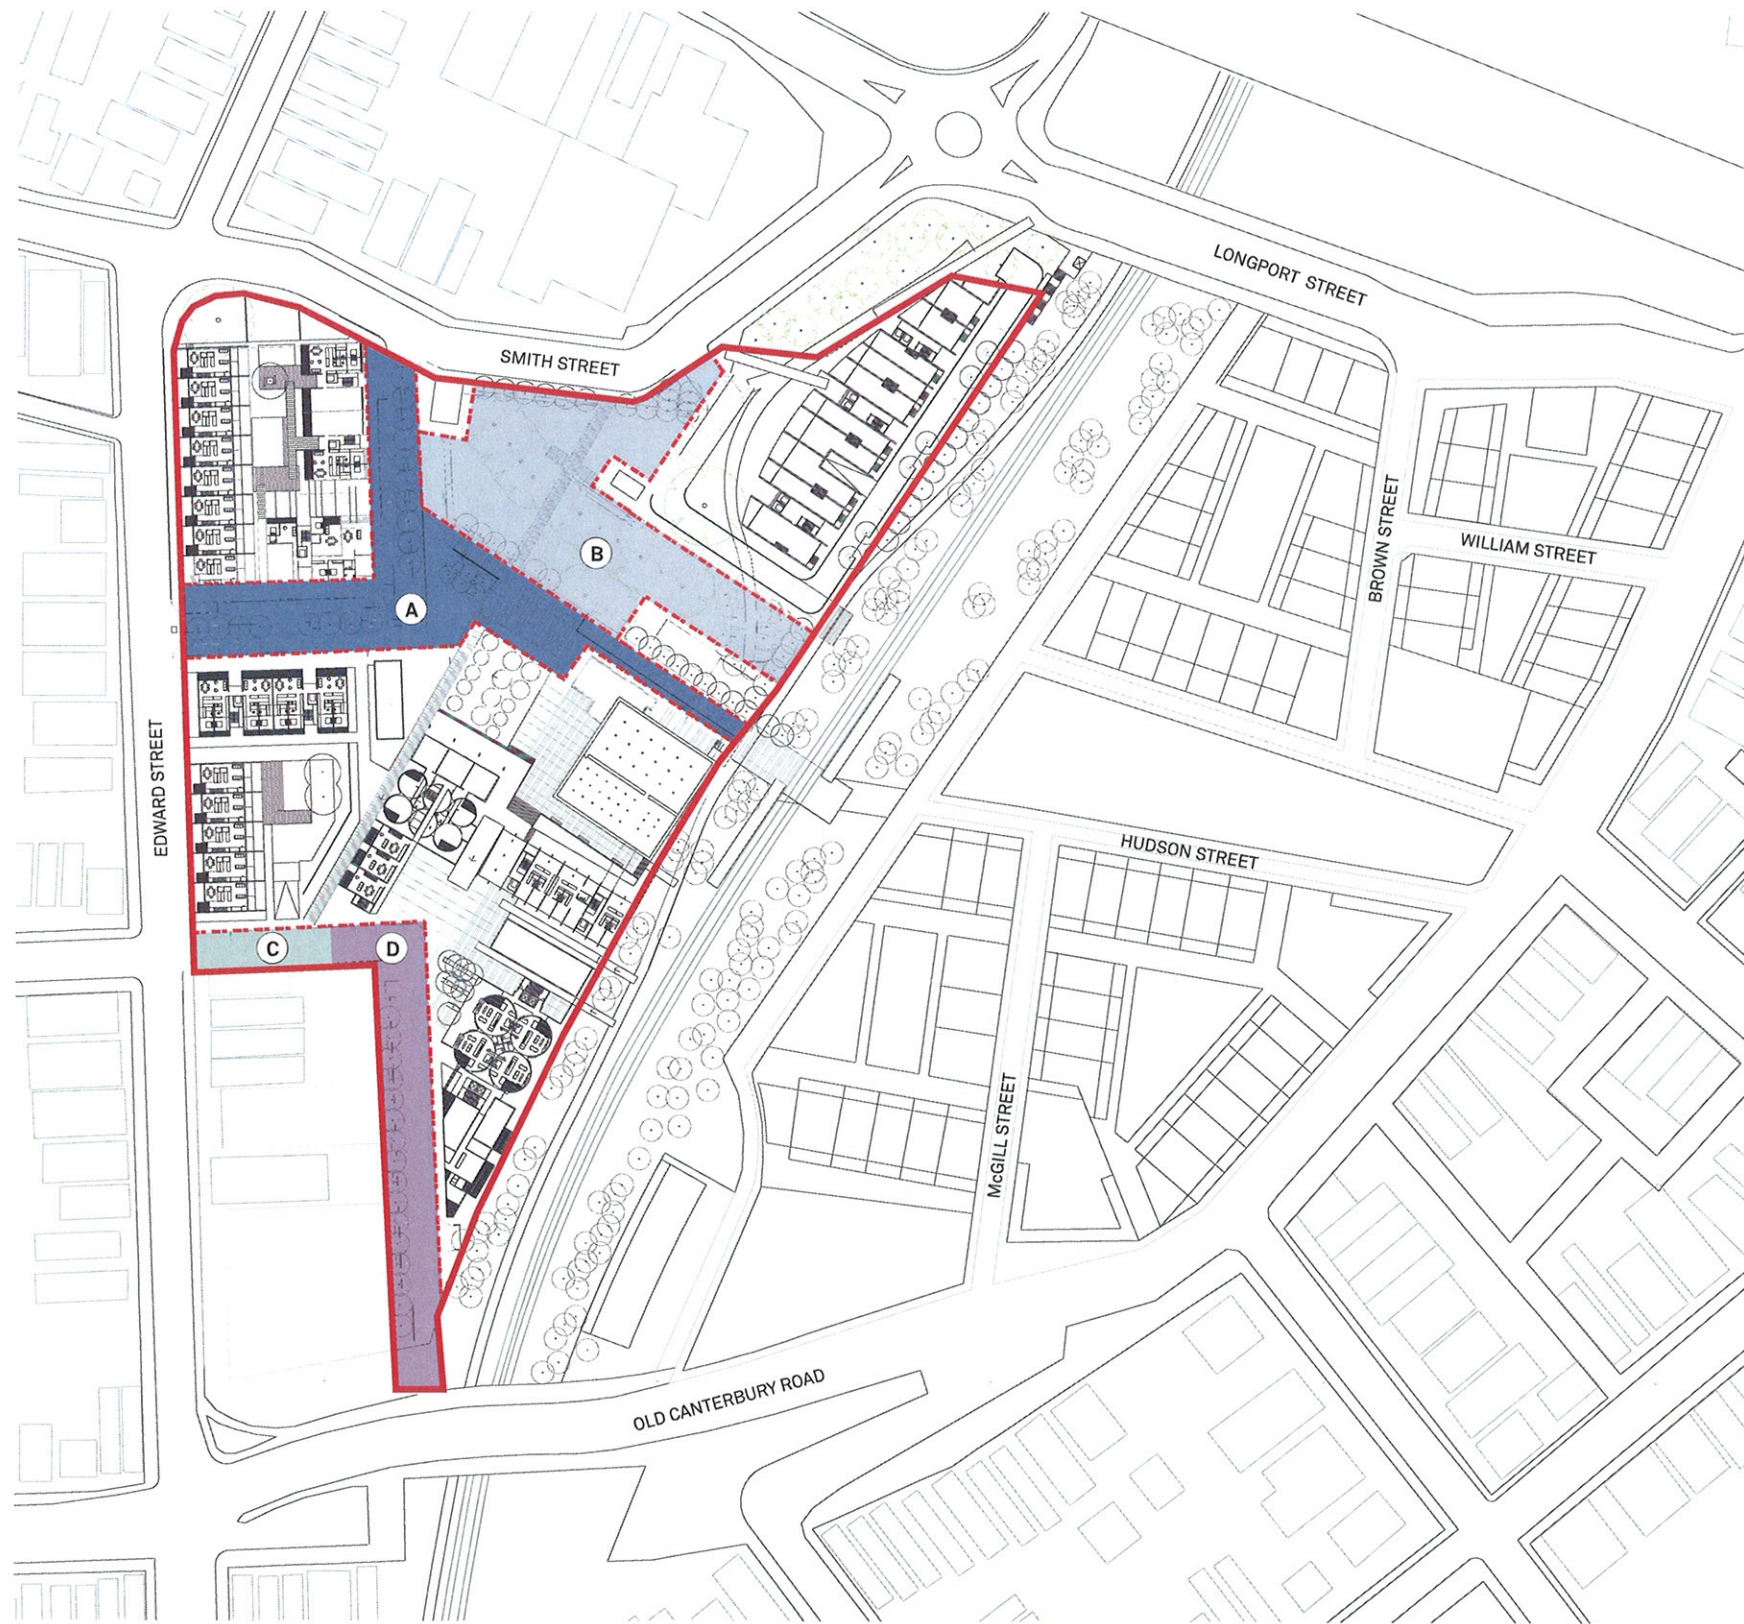 LONGPORT STREET
SMITH STREET
BROWN STREET
WILLIAM STREET
B
A
EDWARD STREET
HUDSON STREET
C
D
McGILL STREET
OLD CANTERBURY ROAD